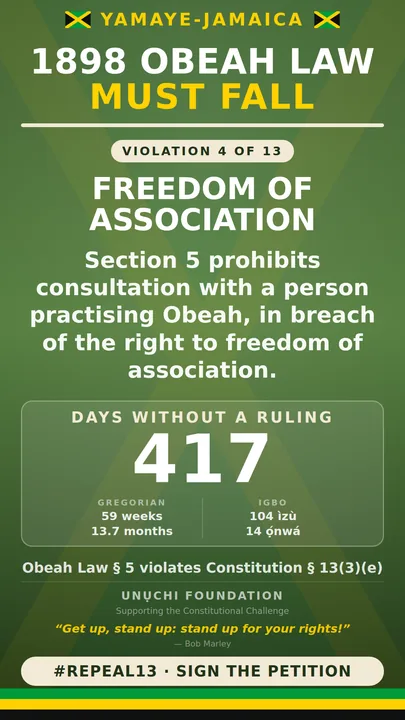 YAMAYE-JAMAICA
1898 OBEAH LAW
MUST FALL
VIOLATION 4 OF 13
FREEDOM OF
ASSOCIATION
Section 5 prohibits
consultation with a person
practising Obeah, in breach
of the right to freedom of
association.
DAYS WITHOUT A RULING
417
GREGORIAN
59 weeks
13.7 months
IGBO
104 ìzù
14 ọ́nwá
Obeah Law § 5 violates Constitution § 13(3)(e)
UNỤCHI FOUNDATION
Supporting the Constitutional Challenge
“Get up, stand up: stand up for your rights!”
— Bob Marley
#REPEAL13 · SIGN THE PETITION